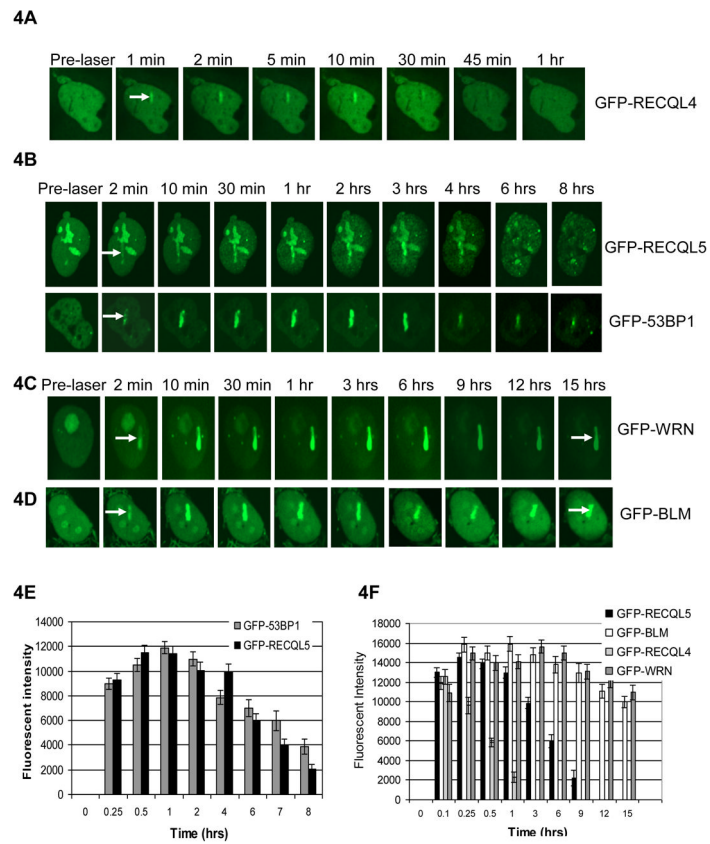 4A
Pre-laser 1 min 2 min 5 min 10 min 30 min 45 min 1 hr
GFP-RECQL4
4B
Pre-laser 2 min 10 min 30 min 1 hr 2 hrs 3 hrs 4 hrs 6 hrs 8 hrs
GFP-RECQL5
GFP-53BP1
4C
Pre-laser 2 min 10 min 30 min 1 hr 3 hrs 6 hrs 9 hrs 12 hrs 15 hrs
GFP-WRN
4D
GFP-BLM
4E
GFP-53BP1
GFP-RECQL5
Fluorescent intensity
14000
12000
10000
8000
6000
4000
2000
0
0 0.25 0.5 1 2 4 6 7 8
Time (hrs)
4F
GFP-RECQL5
GFP-BLM
GFP-RECQL4
GFP-WRN
Fluorescent intensity
18000
16000
14000
12000
10000
8000
6000
4000
2000
0
0 0.1 0.25 0.5 1 3 6 9 12 15
Time (hrs)